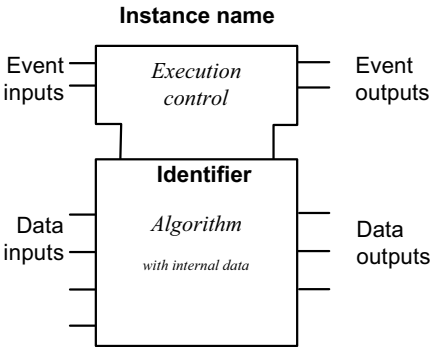 Instance name
Event
inputs
Execution
control
Event
outputs
Identifier
Data
inputs
Algorithm
with internal data
Data
outputs